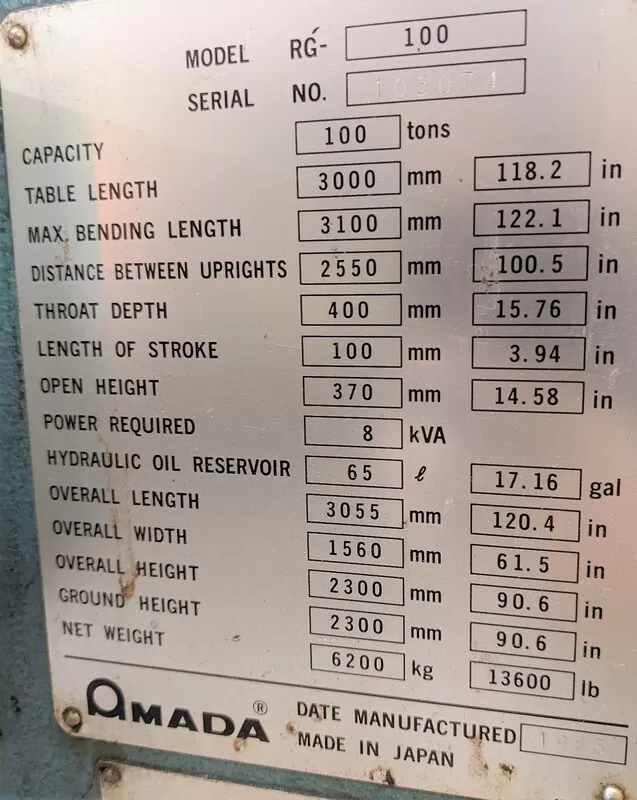 MODEL RG- 100
SERIAL NO. 103074
CAPACITY 100 tons
TABLE LENGTH 3000 mm 118.2 in
MAX. BENDING LENGTH 3100 mm 122.1 in
DISTANCE BETWEEN UPRIGHTS 2550 mm 100.5 in
THROAT DEPTH 400 mm 15.76 in
LENGTH OF STROKE 100 mm 3.94 in
OPEN HEIGHT 370 mm 14.58 in
POWER REQUIRED 8 kVA
HYDRAULIC OIL RESERVOIR 65 ℓ 17.16 gal
OVERALL LENGTH 3055 mm 120.4 in
OVERALL WIDTH 1560 mm 61.5 in
OVERALL HEIGHT 2300 mm 90.6 in
GROUND HEIGHT 2300 mm 90.6 in
NET WEIGHT 6200 kg 13600 lb
AMADA ® DATE MANUFACTURED
MADE IN JAPAN